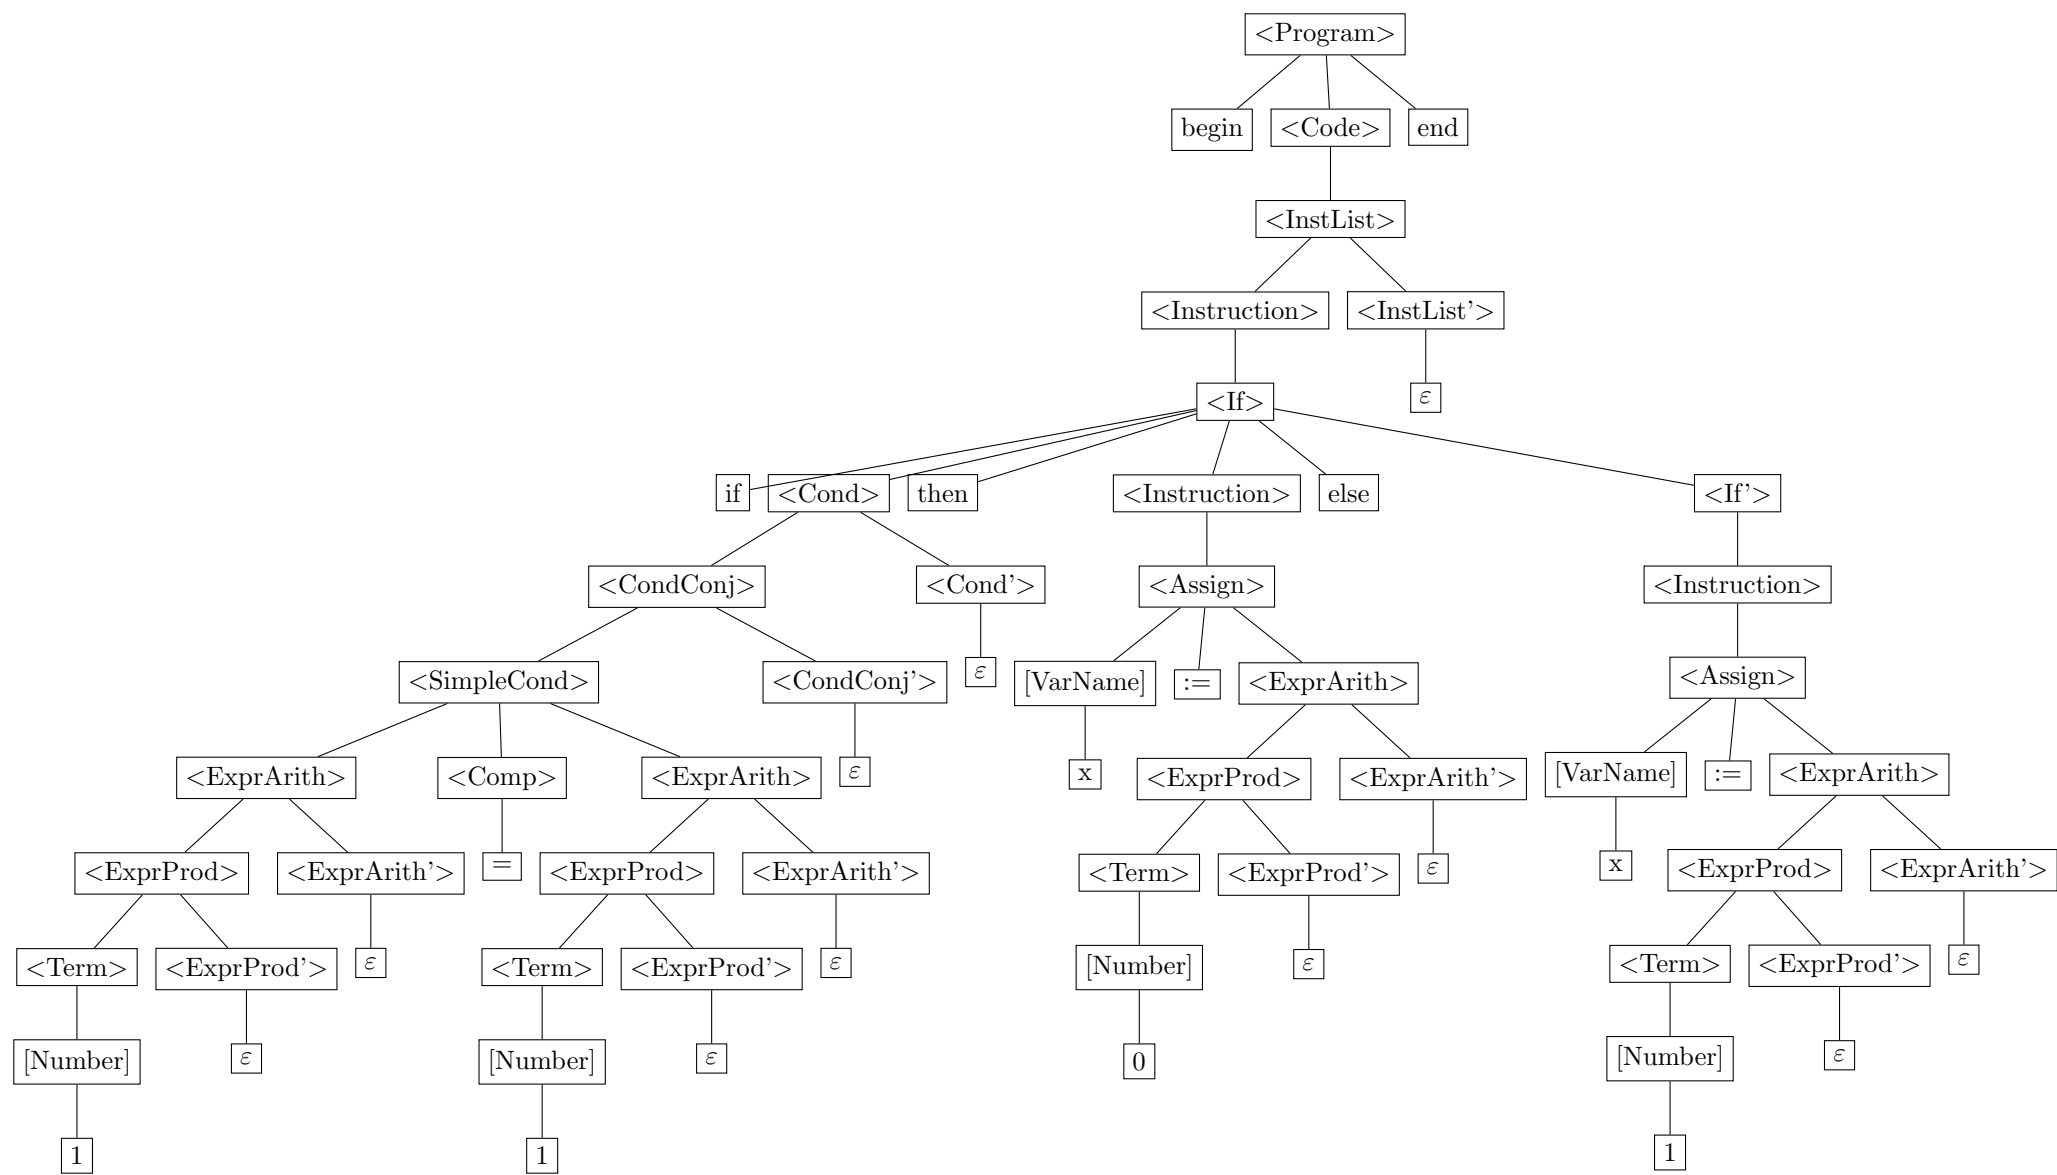 <Program>
begin <Code> end
<InstList>
<Instruction> <InstList'>
<If> ε
if <Cond> then <Instruction> else <If'>
<CondConj> <Cond'> <Assign> <Instruction>
<SimpleCond> <CondConj'> ε [VarName] := <ExprArith> <Assign>
<ExprArith> <Comp> <ExprArith> ε x <ExprProd> <ExprArith'> [VarName] := <ExprArith>
<ExprProd> <ExprArith'> = <ExprProd> <ExprArith'> <Term> <ExprProd'> ε x <ExprProd> <ExprArith'>
<Term> <ExprProd'> ε <Term> <ExprProd'> ε [Number] ε <Term> <ExprProd'> ε
[Number] ε [Number] ε 0 [Number] ε
1 1 1